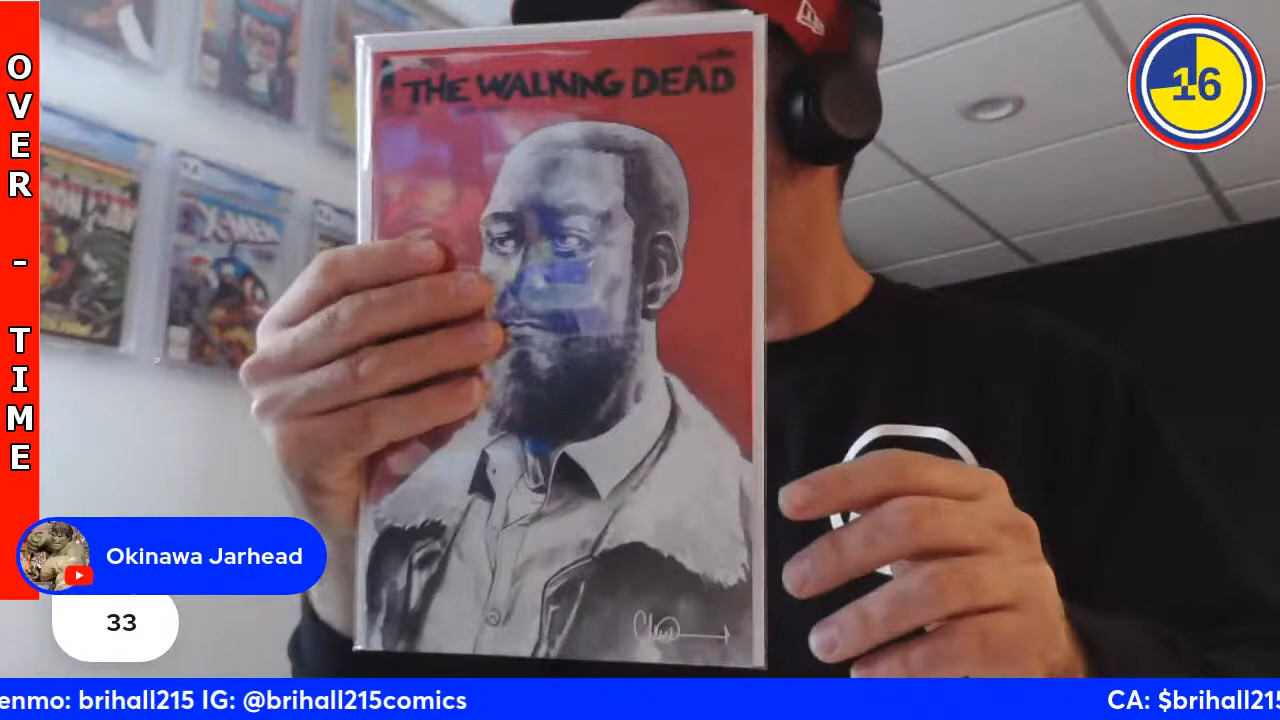 OVER - TIME
THE WALKING DEAD
16
IRON MAN
X-MEN
Okinawa Jarhead
33
enmo: brihall215 IG: @brihall215comics
CA: $brihall215